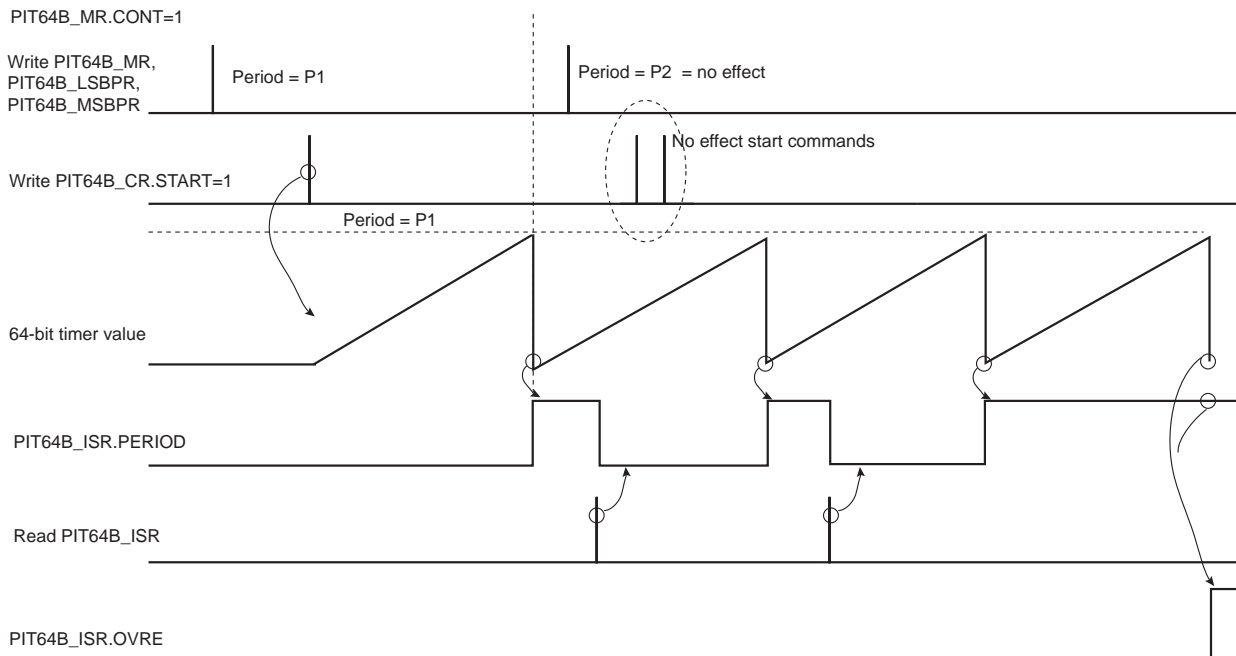 PIT64B_MR.CONT=1
Write PIT64B_MR,
PIT64B_LSBPR,
PIT64B_MSBPR
Period = P1
Period = P2 = no effect
No effect start commands
Write PIT64B_CR.START=1
Period = P1
64-bit timer value
PIT64B_ISR.PERIOD
Read PIT64B_ISR
PIT64B_ISR.OVRE